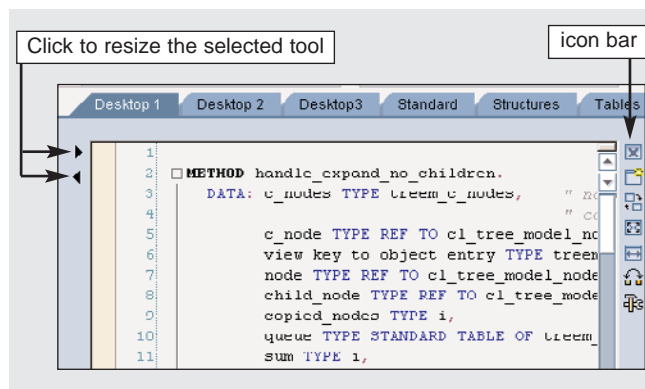 Click to resize the selected tool
icon bar
Desktop 1 Desktop 2 Desktop3 Standard Structures Tables
1
2 METHOD handle_expand_no_children.
3 DATA: c_nodes TYPE treem_c_nodes, " no
4 " co
5 c_node TYPE REF TO cl_tree_model_no
6 view key to object entry TYPE treem
7 node TYPE REF TO cl_tree_model_node
8 child_node TYPE REF TO cl_tree_mode
9 copied_nodes TYPE i,
10 queue TYPE STANDARD TABLE OF treem_
11 sum TYPE i,